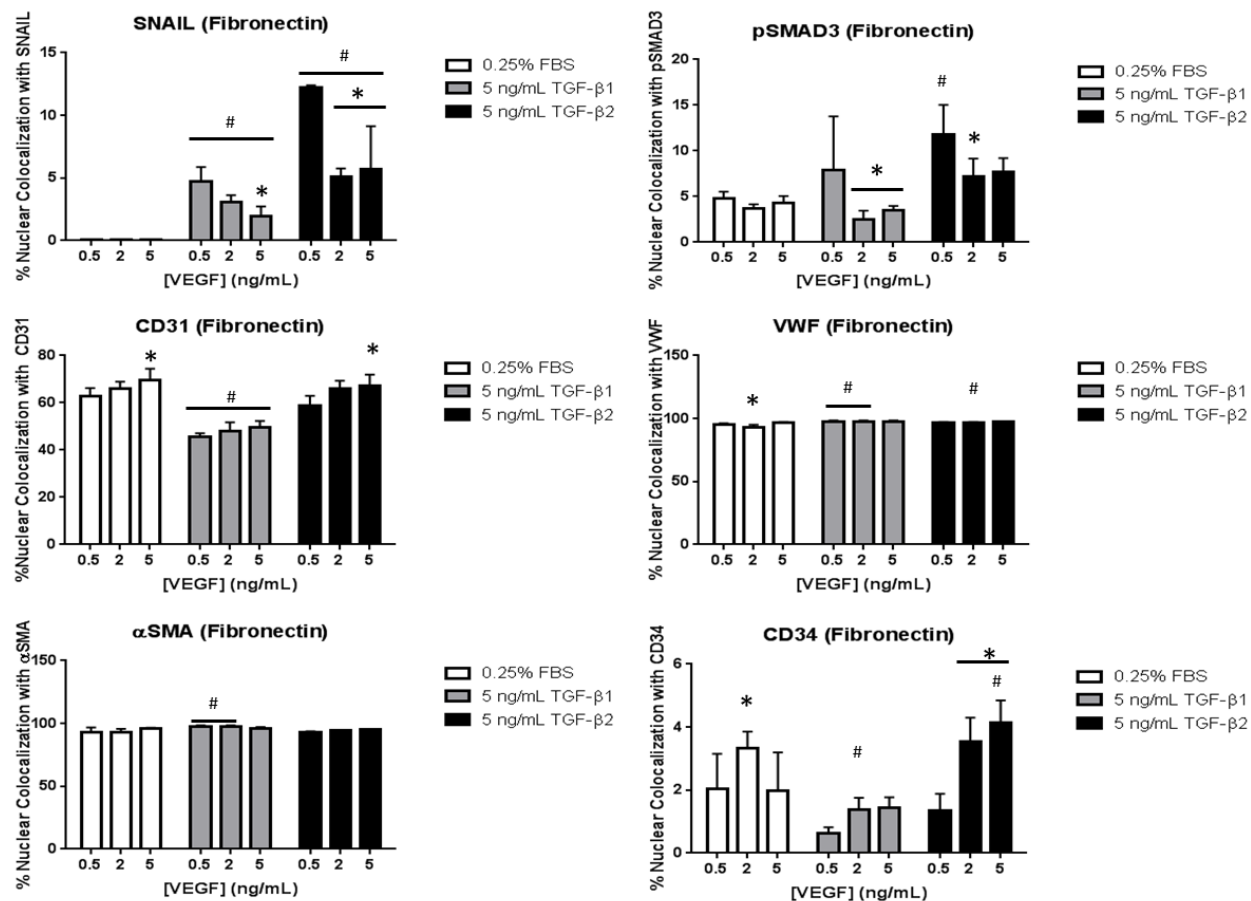 SNAIL (Fibronectin)
% Nuclear Colocalization with SNAIL
15
10
5
0
#
*
#
*
0.5 2 5 0.5 2 5 0.5 2 5
[VEGF] (ng/mL)
0.25% FBS
5 ng/mL TGF-β1
5 ng/mL TGF-β2
pSMAD3 (Fibronectin)
% Nuclear Colocalization with pSMAD3
20
15
10
5
0
*
#
*
0.5 2 5 0.5 2 5 0.5 2 5
[VEGF] (ng/mL)
0.25% FBS
5 ng/mL TGF-β1
5 ng/mL TGF-β2
CD31 (Fibronectin)
%Nuclear Colocalization with CD31
80
60
40
20
0
*
#
*
0.5 2 5 0.5 2 5 0.5 2 5
[VEGF] (ng/mL)
0.25% FBS
5 ng/mL TGF-β1
5 ng/mL TGF-β2
VWF (Fibronectin)
% Nuclear Colocalization with VWF
150
100
50
0
*
#
#
0.5 2 5 0.5 2 5 0.5 2 5
[VEGF] (ng/mL)
0.25% FBS
5 ng/mL TGF-β1
5 ng/mL TGF-β2
αSMA (Fibronectin)
% Nuclear Colocalization with αSMA
150
100
50
0
#
0.5 2 5 0.5 2 5 0.5 2 5
[VEGF] (ng/mL)
0.25% FBS
5 ng/mL TGF-β1
5 ng/mL TGF-β2
CD34 (Fibronectin)
% Nuclear Colocalization with CD34
6
4
2
0
*
#
*
#
0.5 2 5 0.5 2 5 0.5 2 5
[VEGF] (ng/mL)
0.25% FBS
5 ng/mL TGF-β1
5 ng/mL TGF-β2